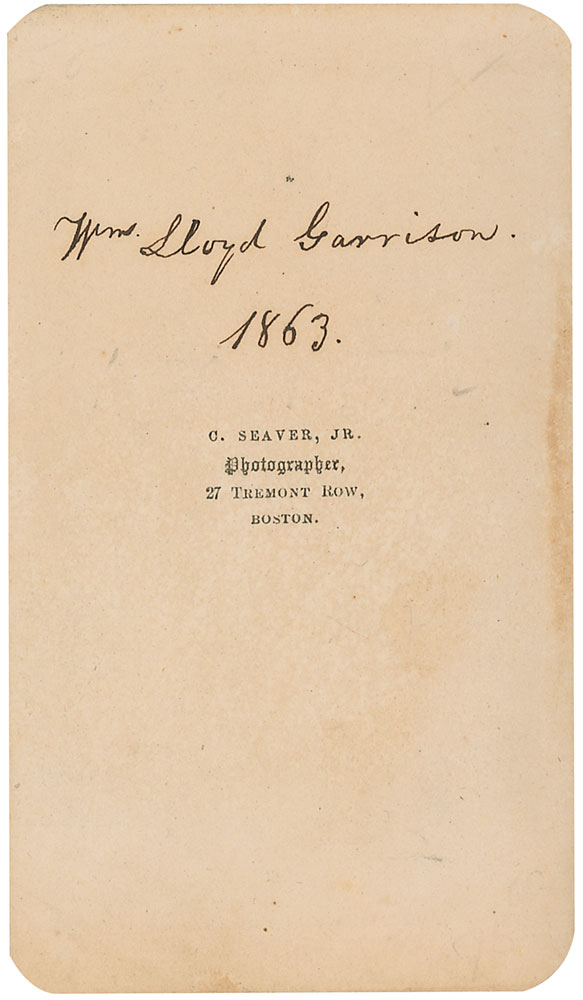 Wm. Lloyd Garrison.
1863.
C. SEAVER, JR.
Photographer,
27 TREMONT ROW,
BOSTON.